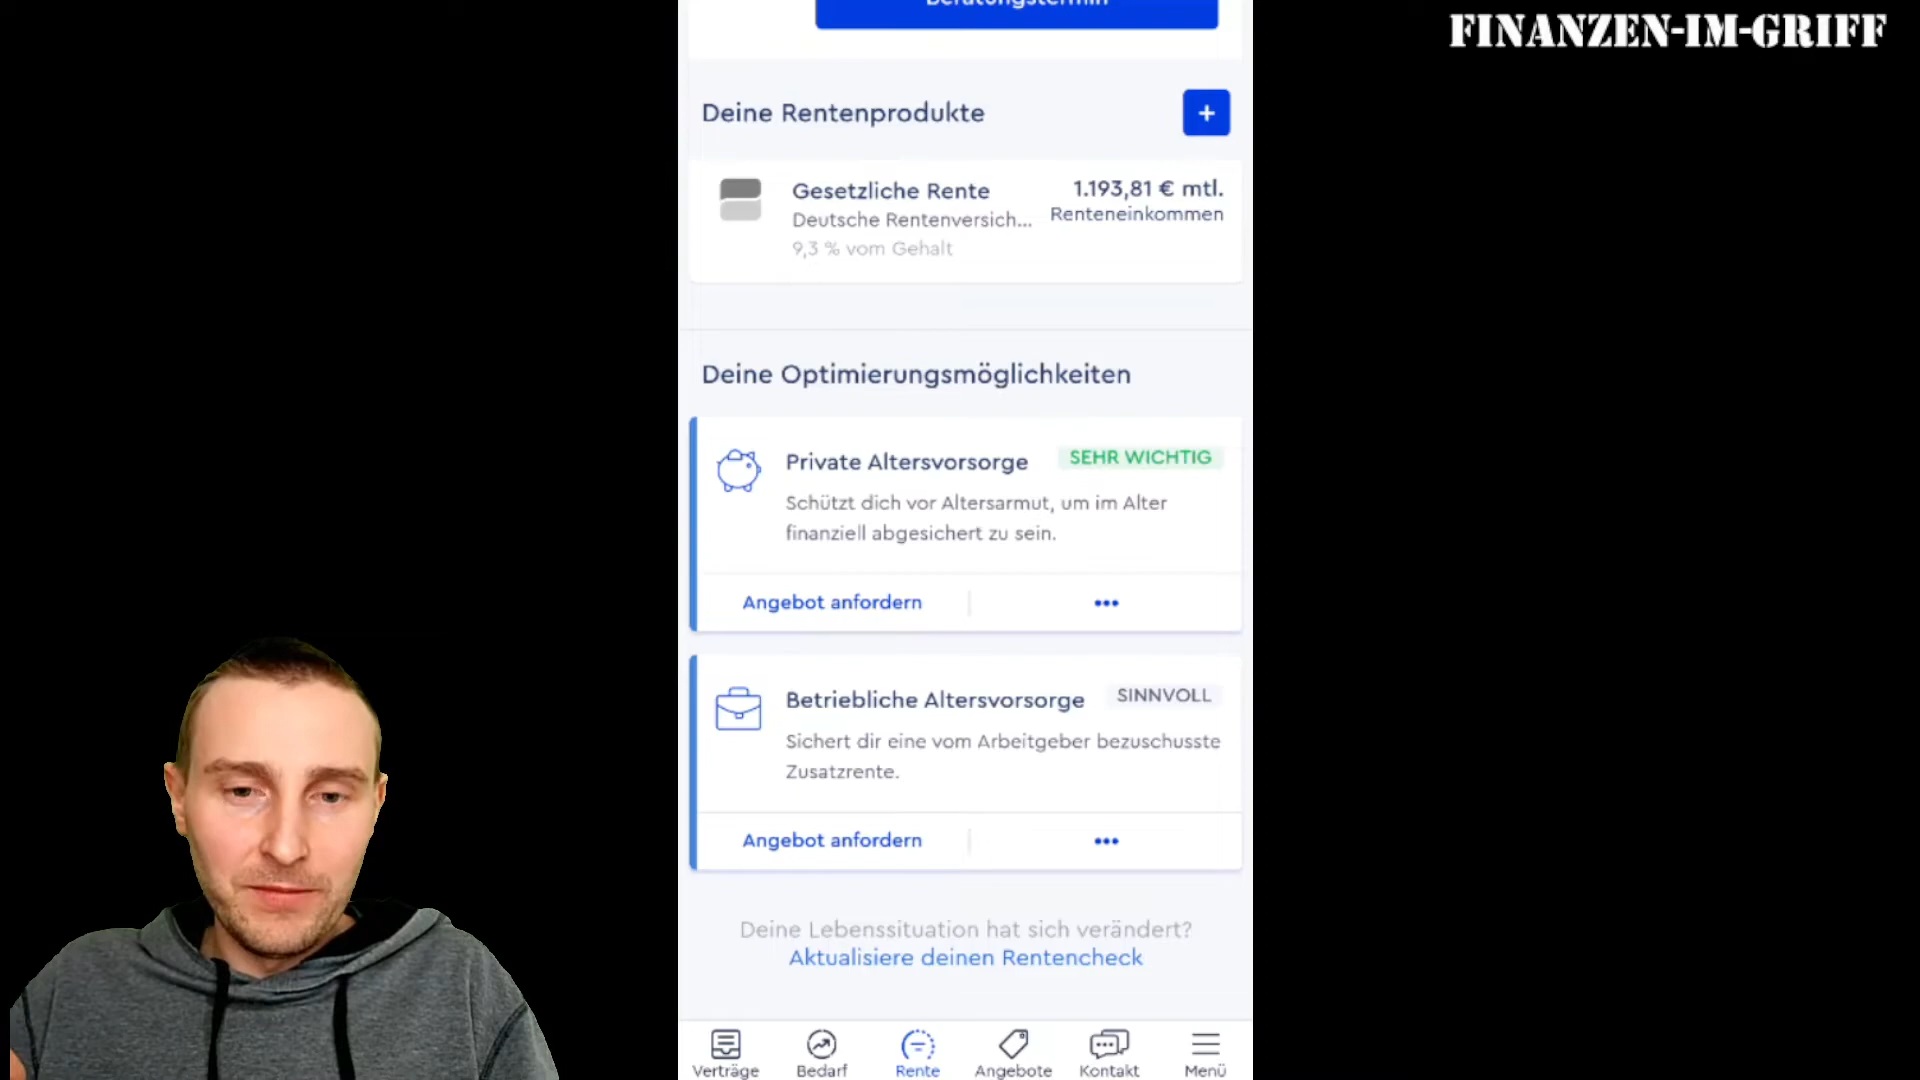 FINANZEN-IM-GRIFF
Beratungstermin
Deine Rentenprodukte
+
Gesetzliche Rente
1.193,81 € mtl.
Deutsche Rentenversich...
Renteneinkommen
9,3 % vom Gehalt
Deine Optimierungsmöglichkeiten
Private Altersvorsorge
SEHR WICHTIG
Schützt dich vor Altersarmut, um im Alter
finanziell abgesichert zu sein.
Angebot anfordern
Betriebliche Altersvorsorge
SINNVOLL
Sichert dir eine vom Arbeitgeber bezuschusste
Zusatzrente.
Angebot anfordern
Deine Lebenssituation hat sich verändert?
Aktualisiere deinen Rentencheck
Verträge
Bedarf
Rente
Angebote
Kontakt
Menü